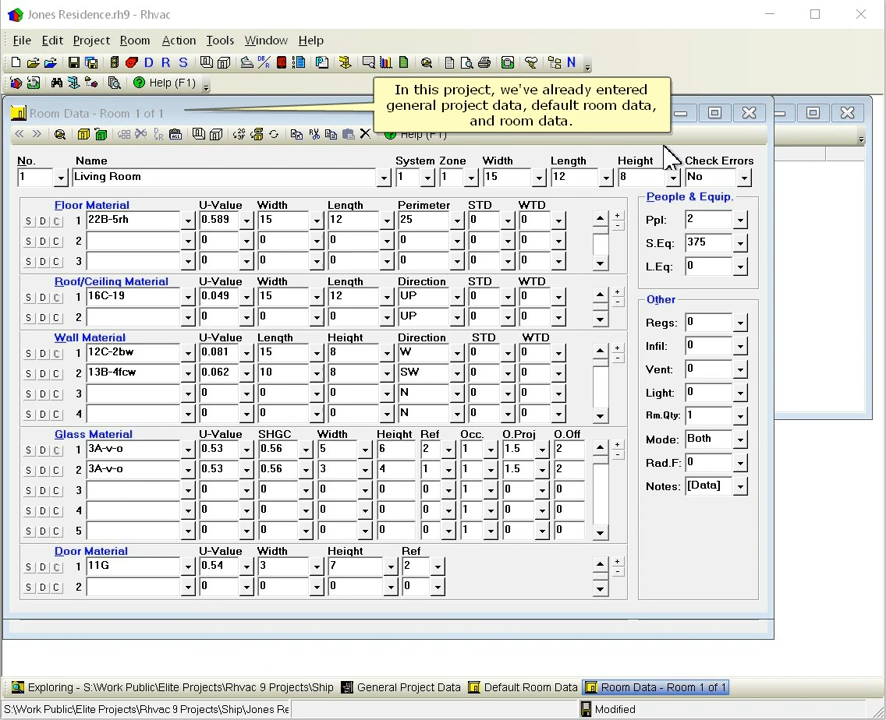 Jones Residence.rh9 - Rhvac
File Edit Project Room Action Tools Window Help
D R S N
Help (F1)
In this project, we've already entered
general project data, default room data,
and room data.
Room Data - Room 1 of 1
Help (F1)
No. Name System Zone Width Length Height Check Errors
1 Living Room 1 1 15 12 8 No
Floor Material U-Value Width Length Perimeter STD WTD
S D C 1 22B-5rh 0.589 15 12 25 0 0
S D C 2 0 0 0 0 0 0
S D C 3 0 0 0 0 0 0
Roof/Ceiling Material U-Value Width Length Direction STD WTD
S D C 1 16C-19 0.049 15 12 UP 0 0
S D C 2 0 0 0 UP 0 0
Wall Material U-Value Length Height Direction STD WTD
S D C 1 12C-2bw 0.081 15 8 W 0 0
S D C 2 13B-4fcw 0.062 10 8 SW 0 0
S D C 3 0 0 0 N 0 0
S D C 4 0 0 0 N 0 0
Glass Material U-Value SHGC Width Height Ref Occ. O.Proj O.Off
S D C 1 3A-v-o 0.53 0.56 5 6 2 1 1.5 2
S D C 2 3A-v-o 0.53 0.56 3 4 1 1 1.5 2
S D C 3 0 0 0 0 0 1 0 0
S D C 4 0 0 0 0 0 1 0 0
S D C 5 0 0 0 0 0 1 0 0
Door Material U-Value Width Height Ref
S D C 1 11G 0.54 3 7 2
S D C 2 0 0 0 0
People & Equip.
Ppl: 2
S.Eq: 375
L.Eq: 0
Other
Regs: 0
Infil: 0
Vent: 0
Light: 0
Rm.Qty: 1
Mode: Both
Rad.F: 0
Notes: [Data]
Exploring - S:\Work Public\Elite Projects\Rhvac 9 Projects\Ship General Project Data Default Room Data Room Data - Room 1 of 1
S:\Work Public\Elite Projects\Rhvac 9 Projects\Ship\Jones Re Modified